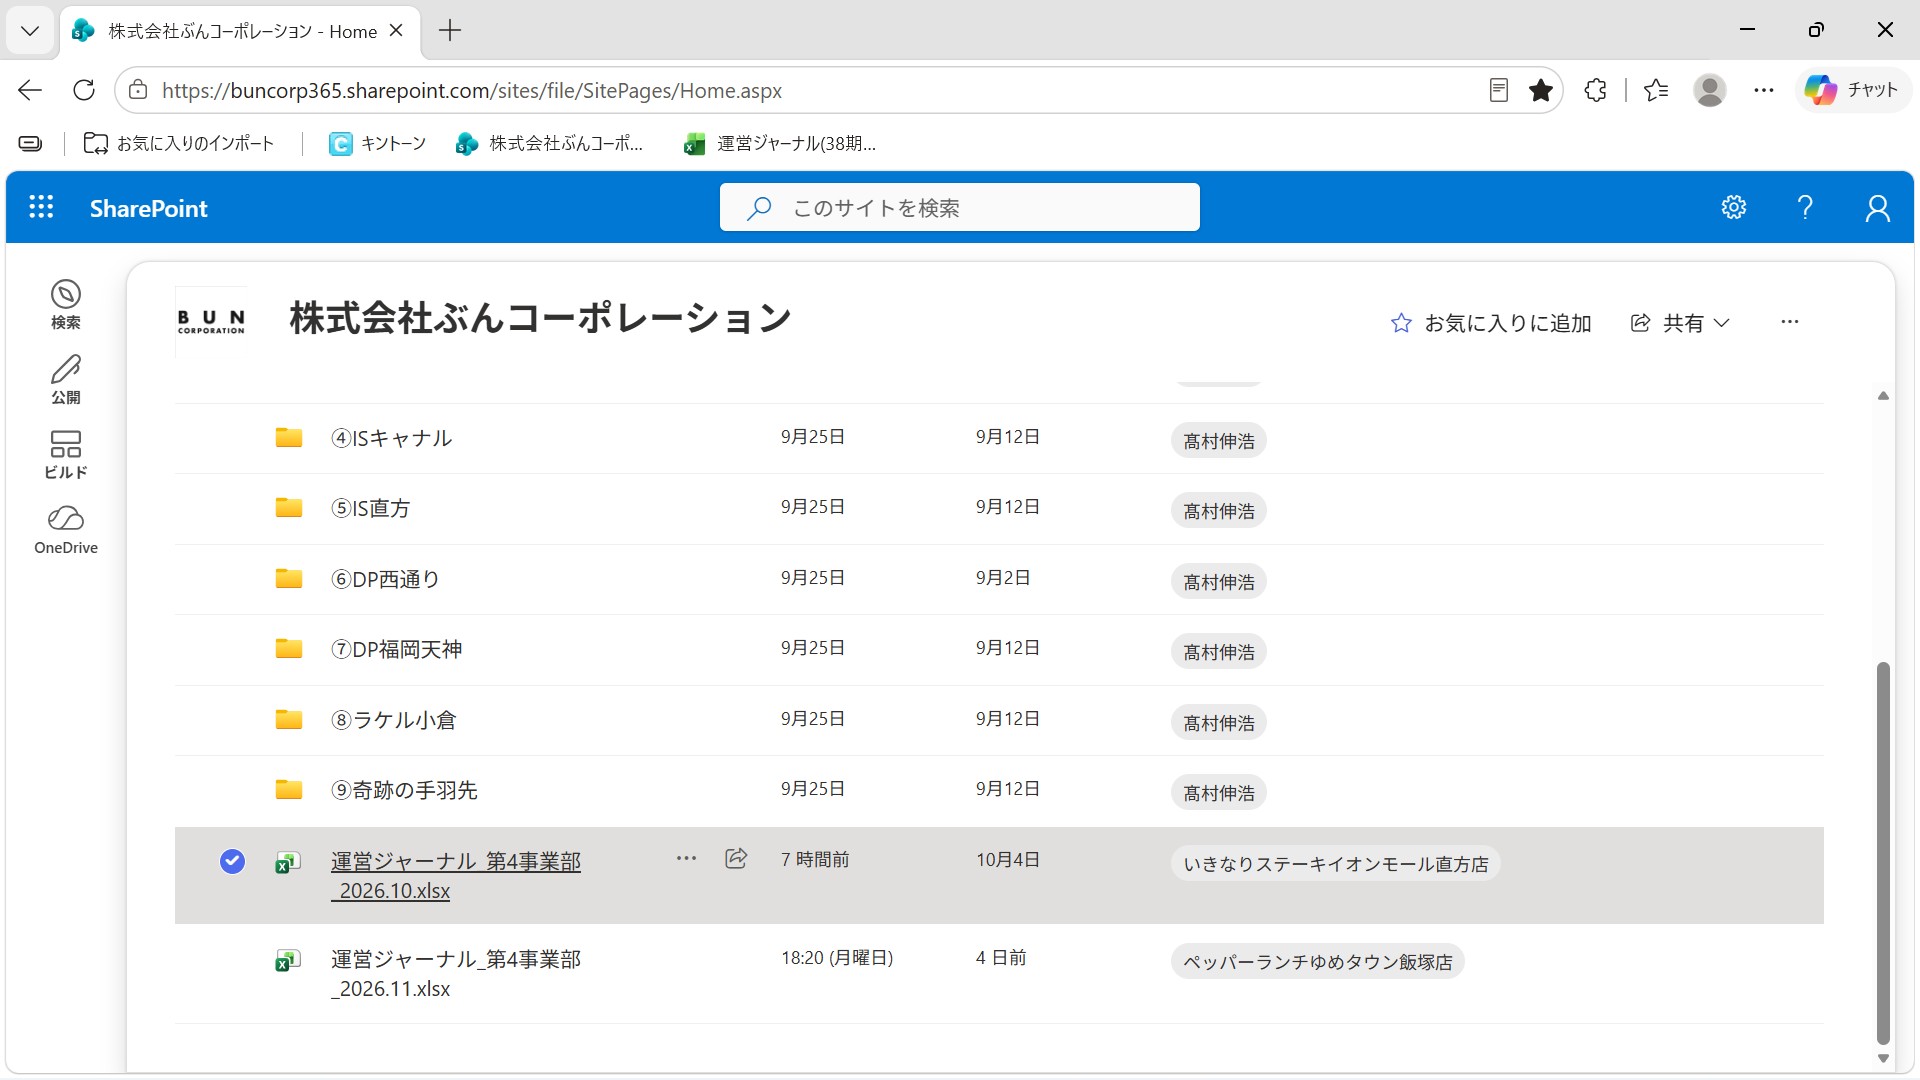 株式会社ぶんコーポレーション - Home
https://buncorp365.sharepoint.com/sites/file/SitePages/Home.aspx
チャット
お気に入りのインポート
キントーン
株式会社ぶんコーポ...
運営ジャーナル(38期...
SharePoint
このサイトを検索
検索
公開
ビルド
OneDrive
BUN
CORPORATION
株式会社ぶんコーポレーション
お気に入りに追加
共有
④ISキャナル 9月25日 9月12日 髙村伸浩
⑤IS直方 9月25日 9月12日 髙村伸浩
⑥DP西通り 9月25日 9月2日 髙村伸浩
⑦DP福岡天神 9月25日 9月12日 髙村伸浩
⑧ラケル小倉 9月25日 9月12日 髙村伸浩
⑨奇跡の手羽先 9月25日 9月12日 髙村伸浩
運営ジャーナル_第4事業部 7 時間前 10月4日 いきなりステーキイオンモール直方店
_2026.10.xlsx
運営ジャーナル_第4事業部 18:20 (月曜日) 4 日前 ペッパーランチゆめタウン飯塚店
_2026.11.xlsx